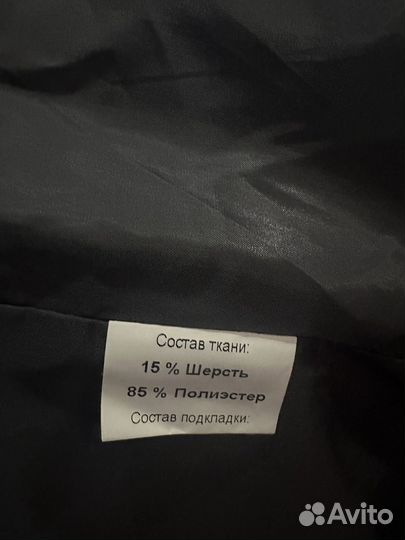 Состав ткани:
15 % Шерсть
85 % Полиэстер
Состав подкладки:
Avito